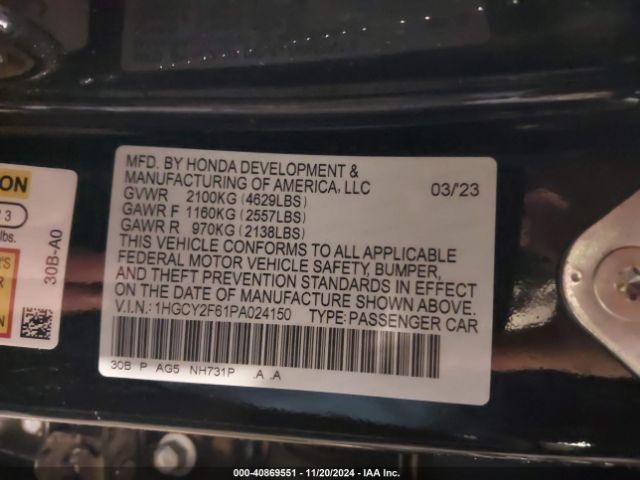 MFD. BY HONDA DEVELOPMENT &
MANUFACTURING OF AMERICA, LLC 03/'23
GVWR 2100KG (4629LBS)
GAWR F 1160KG (2557LBS)
GAWR R 970KG (2138LBS)
THIS VEHICLE CONFORMS TO ALL APPLICABLE
FEDERAL MOTOR VEHICLE SAFETY, BUMPER,
AND THEFT PREVENTION STANDARDS IN EFFECT
ON THE DATE OF MANUFACTURE SHOWN ABOVE.
V.I.N.: 1HGCY2F61PA024150 TYPE: PASSENGER CAR
30B P AG5 NH731P .A .A
ON
3
lbs.
30B-A0
000-40869551 - 11/20/2024 - IAA Inc.